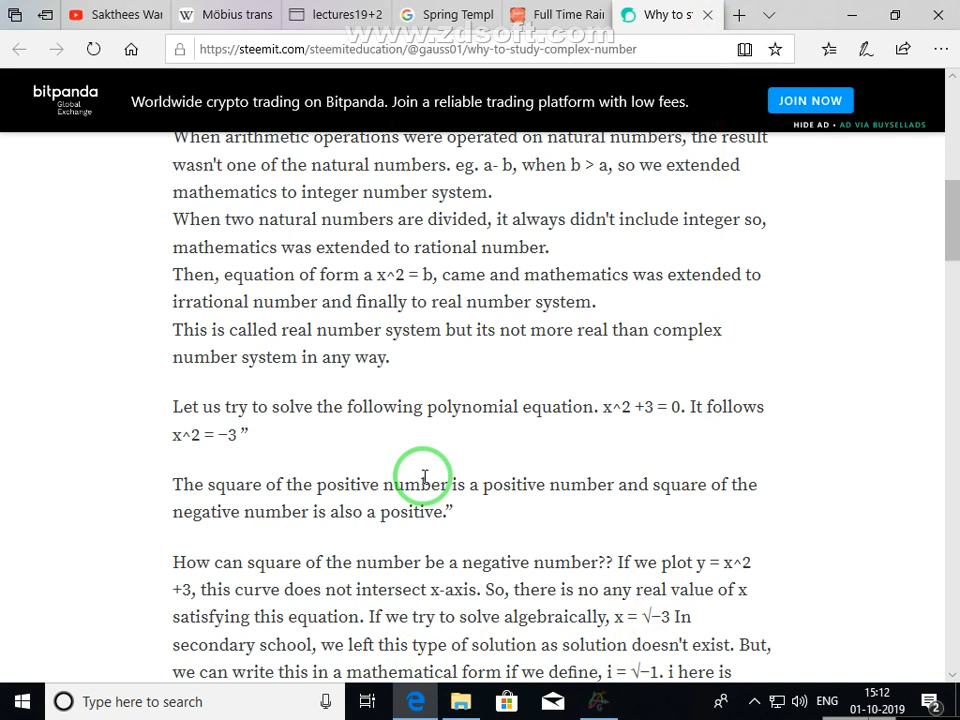 Sakthees War
Möbius trans
lectures19+2
Spring Templ
Full Time Rai
Why to s
www.zdsoft.com
https://steemit.com/steemiteducation/@gauss01/why-to-study-complex-number
bitpanda
Global
Exchange
Worldwide crypto trading on Bitpanda. Join a reliable trading platform with low fees.
JOIN NOW
HIDE AD • AD VIA BUYSELLADS
When arithmetic operations were operated on natural numbers, the result
wasn't one of the natural numbers. eg. a- b, when b > a, so we extended
mathematics to integer number system.
When two natural numbers are divided, it always didn't include integer so,
mathematics was extended to rational number.
Then, equation of form a x^2 = b, came and mathematics was extended to
irrational number and finally to real number system.
This is called real number system but its not more real than complex
number system in any way.
Let us try to solve the following polynomial equation. x^2 +3 = 0. It follows
x^2 = −3 ”
The square of the positive number is a positive number and square of the
negative number is also a positive.”
How can square of the number be a negative number?? If we plot y = x^2
+3, this curve does not intersect x-axis. So, there is no any real value of x
satisfying this equation. If we try to solve algebraically, x = √−3 In
secondary school, we left this type of solution as solution doesn't exist. But,
we can write this in a mathematical form if we define, i = √−1. i here is
Type here to search
ENG
15:12
01-10-2019
2